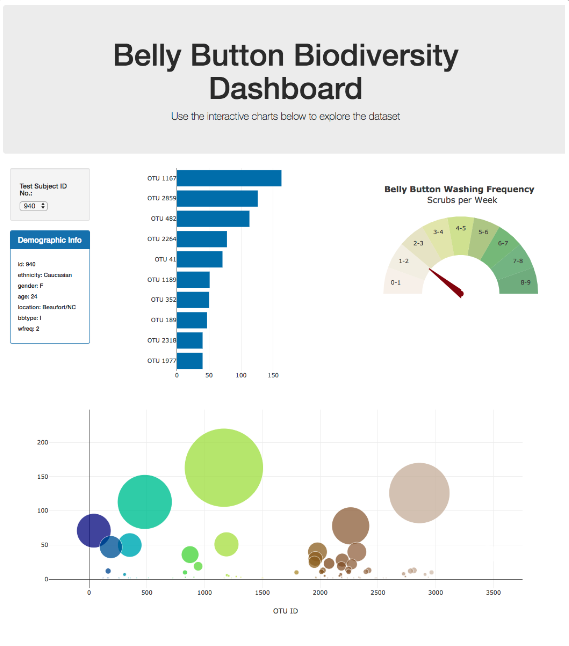 Belly Button Biodiversity
Dashboard
Use the interactive charts below to explore the dataset
Test Subject ID
No.:
940
Demographic Info
id: 940
ethnicity: Caucasian
gender: F
age: 24
location: Beaufort/NC
bbtype: I
wfreq: 2
OTU 1167
OTU 2859
OTU 482
OTU 2264
OTU 41
OTU 1189
OTU 352
OTU 189
OTU 2318
OTU 1977
0 50 100 150
Belly Button Washing Frequency
Scrubs per Week
0-1
1-2
2-3
3-4
4-5
5-6
6-7
7-8
8-9
200
150
100
50
0
0 500 1000 1500 2000 2500 3000 3500
OTU ID